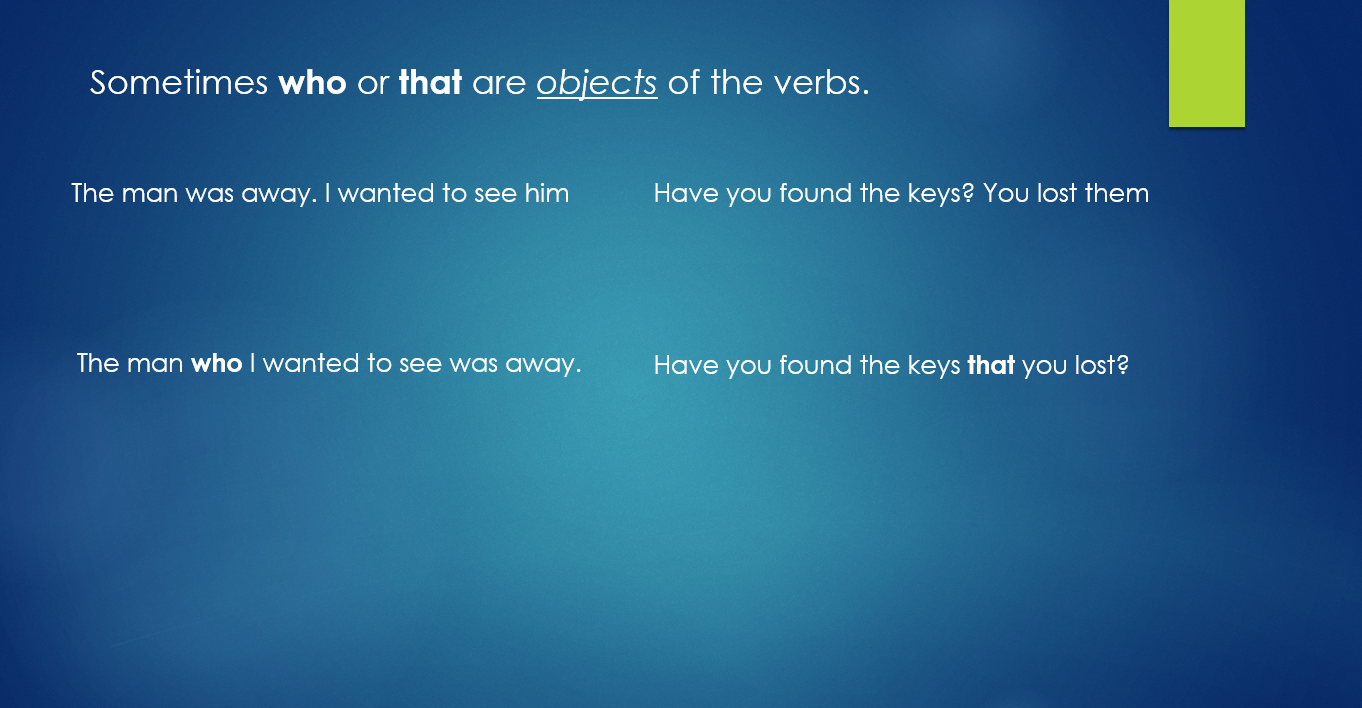 Sometimes who or that are objects of the verbs.
The man was away. I wanted to see him
Have you found the keys? You lost them
The man who I wanted to see was away.
Have you found the keys that you lost?